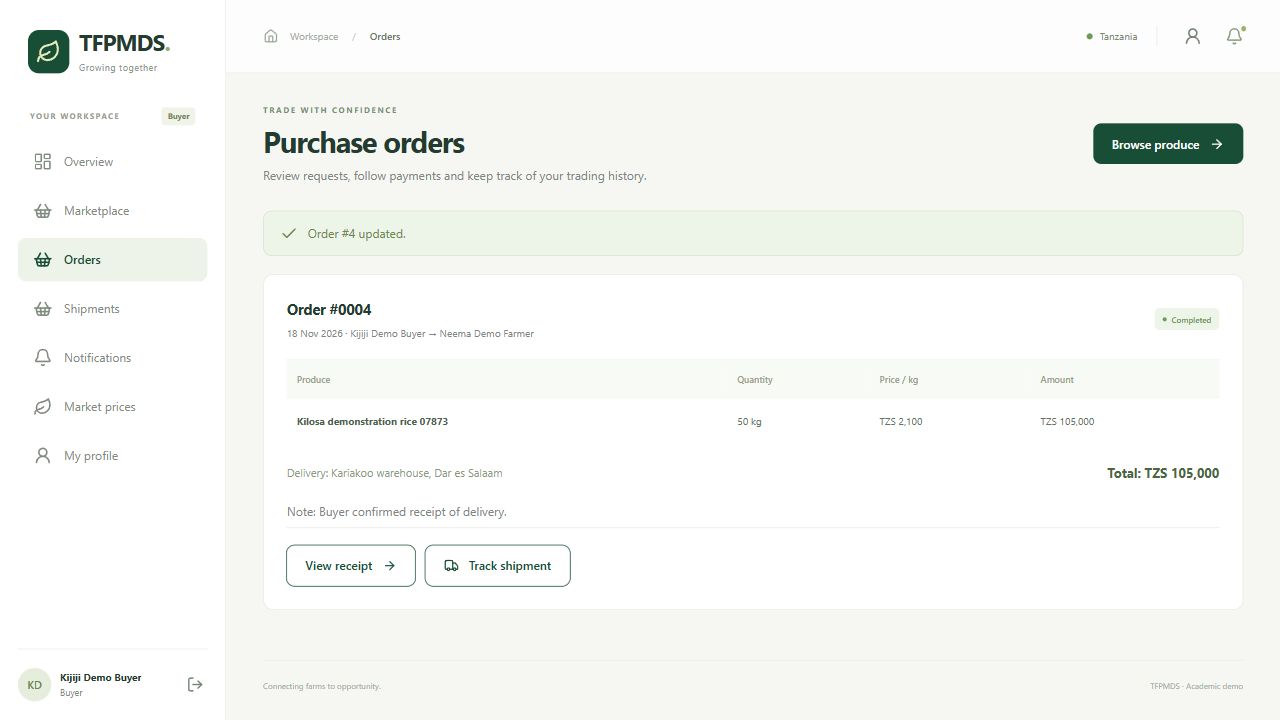 TFPMDS.
Growing together
YOUR WORKSPACE
Buyer
Overview
Marketplace
Orders
Shipments
Notifications
Market prices
My profile
KD
Kijiji Demo Buyer
Buyer
Workspace / Orders
Tanzania
TRADE WITH CONFIDENCE
Purchase orders
Review requests, follow payments and keep track of your trading history.
Browse produce
Order #4 updated.
Order #0004
18 Nov 2026 · Kijiji Demo Buyer → Neema Demo Farmer
Completed
Produce Quantity Price / kg Amount
Kilosa demonstration rice 07873 50 kg TZS 2,100 TZS 105,000
Delivery: Kariakoo warehouse, Dar es Salaam
Total: TZS 105,000
Note: Buyer confirmed receipt of delivery.
View receipt
Track shipment
Connecting farms to opportunity.
TFPMDS · Academic demo